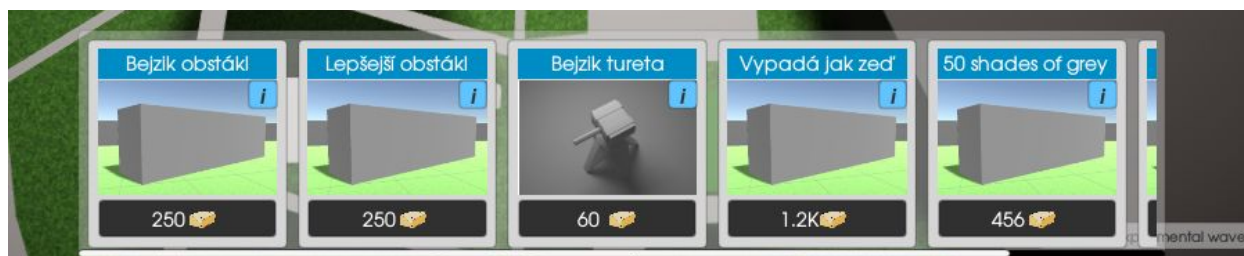 Bejzik obstákl
Lepšejší obstákl
Bejzik tureta
Vypadá jak zeď
50 shades of grey
i
i
i
i
i
250
250
60
1.2K
456
mental wave